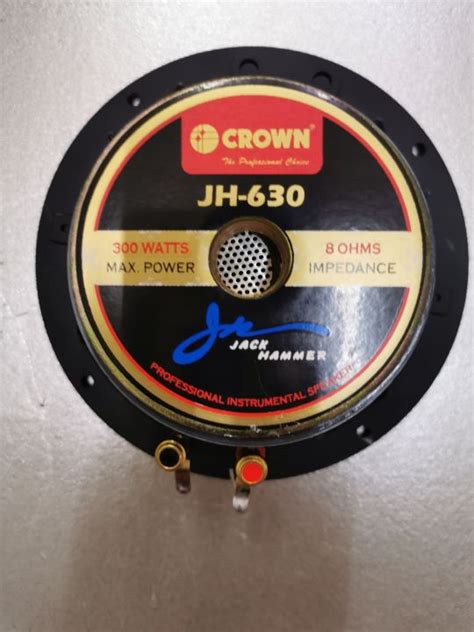 CROWN®
The Professional Choice
JH-630
300 WATTS
MAX. POWER
8 OHMS
IMPEDANCE
JACK
HAMMER
PROFESSIONAL INSTRUMENTAL SPEAKER